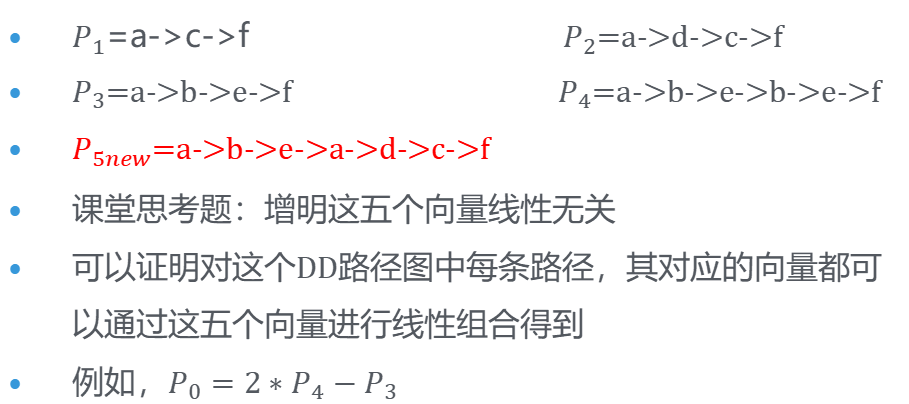 • P₁=a->c->f P₂=a->d->c->f
• P₃=a->b->e->f P₄=a->b->e->b->e->f
• P₅ₙₑw=a->b->e->a->d->c->f
• 课堂思考题：增明这五个向量线性无关
• 可以证明对这个DD路径图中每条路径，其对应的向量都可
以通过这五个向量进行线性组合得到
• 例如，P₀ = 2 ∗ P₄ − P₃